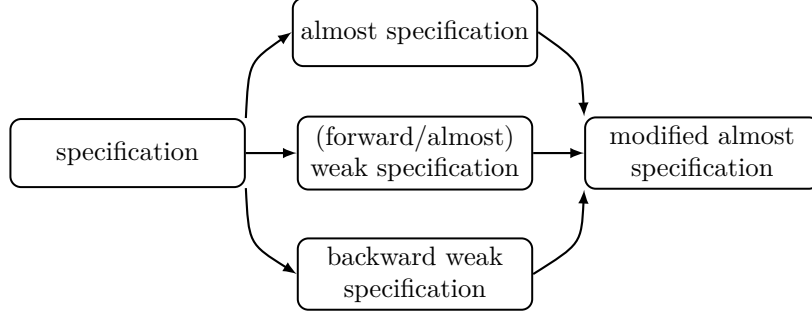 almost specification
specification
(forward/almost)
weak specification
modified almost
specification
backward weak
specification